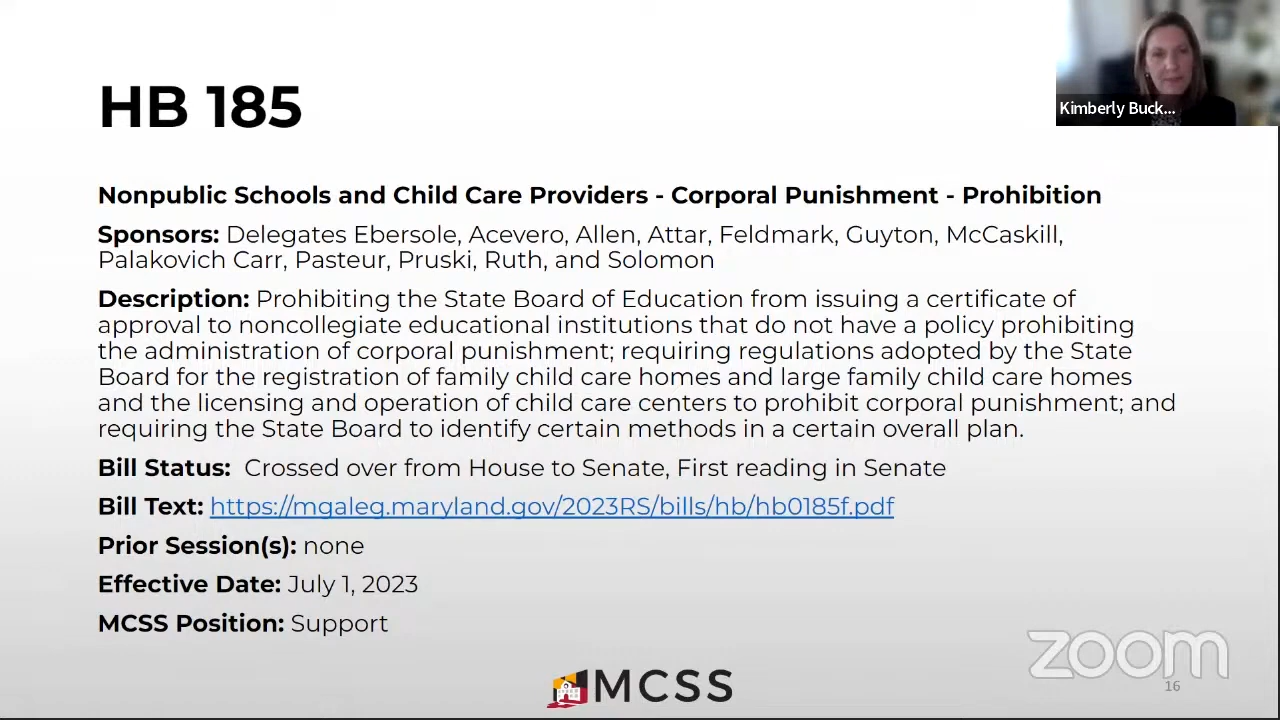 HB 185
Kimberly Buck...
Nonpublic Schools and Child Care Providers - Corporal Punishment - Prohibition
Sponsors: Delegates Ebersole, Acevero, Allen, Attar, Feldmark, Guyton, McCaskill,
Palakovich Carr, Pasteur, Pruski, Ruth, and Solomon
Description: Prohibiting the State Board of Education from issuing a certificate of
approval to noncollegiate educational institutions that do not have a policy prohibiting
the administration of corporal punishment; requiring regulations adopted by the State
Board for the registration of family child care homes and large family child care homes
and the licensing and operation of child care centers to prohibit corporal punishment; and
requiring the State Board to identify certain methods in a certain overall plan.
Bill Status: Crossed over from House to Senate, First reading in Senate
Bill Text: https://mgaleg.maryland.gov/2023RS/bills/hb/hb0185f.pdf
Prior Session(s): none
Effective Date: July 1, 2023
MCSS Position: Support
zoom
16
MCSS